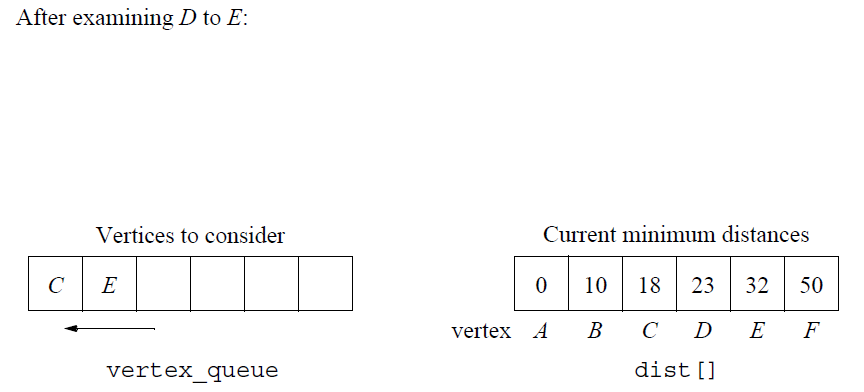 After examining D to E:
Vertices to consider
C E
vertex_queue
Current minimum distances
0 10 18 23 32 50
vertex A B C D E F
dist[]